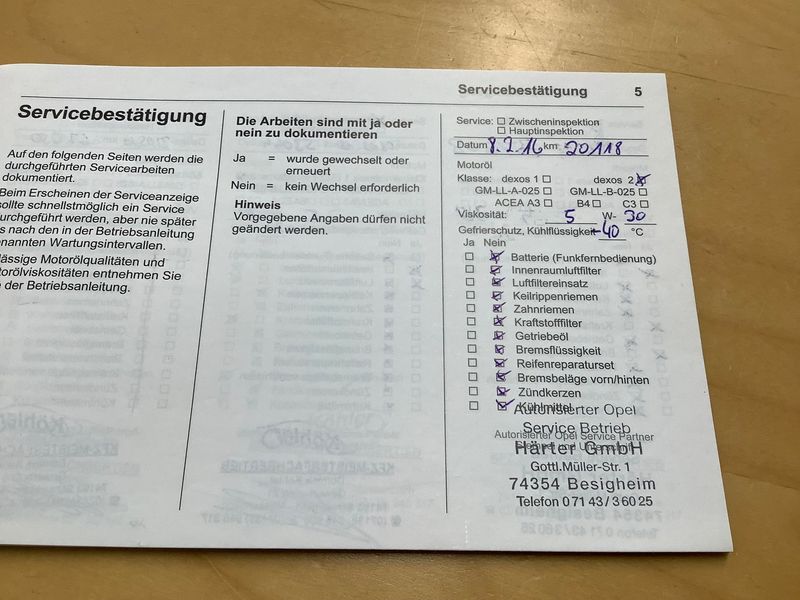 Servicebestätigung 5
Servicebestätigung
Auf den folgenden Seiten werden die
durchgeführten Servicearbeiten
dokumentiert.
Beim Erscheinen der Serviceanzeige
sollte schnellstmöglich ein Service
durchgeführt werden, aber nie später
s nach den in der Betriebsanleitung
nannten Wartungsintervallen.
lässige Motorölqualitäten und
torölviskositäten entnehmen Sie
der Betriebsanleitung.
Die Arbeiten sind mit ja oder
nein zu dokumentieren
Ja = wurde gewechselt oder
erneuert
Nein = kein Wechsel erforderlich
Hinweis
Vorgegebene Angaben dürfen nicht
geändert werden.
Service: Zwischeninspektion
Hauptinspektion
Datum 8.2.16 km 20118
Motoröl
Klasse: dexos 1 dexos 2
GM-LL-A-025 GM-LL-B-025
ACEA A3 B4 C3
Viskosität: 5 W- 30
Gefrierschutz, Kühlflüssigkeit -40 °C
Ja Nein
Batterie (Funkfernbedienung)
Innenraumluftfilter
Luftfiltereinsatz
Keilrippenriemen
Zahnriemen
Kraftstofffilter
Getriebeöl
Bremsflüssigkeit
Reifenreparaturset
Bremsbeläge vorn/hinten
Zündkerzen
Kühlmittel
Autorisierter Opel
Service Betrieb
Autorisierter Opel Service Partner
Stempel und Unterschrift
Härter GmbH
Gottl.Müller-Str. 1
74354 Besigheim
Telefon 0 71 43 / 3 60 25